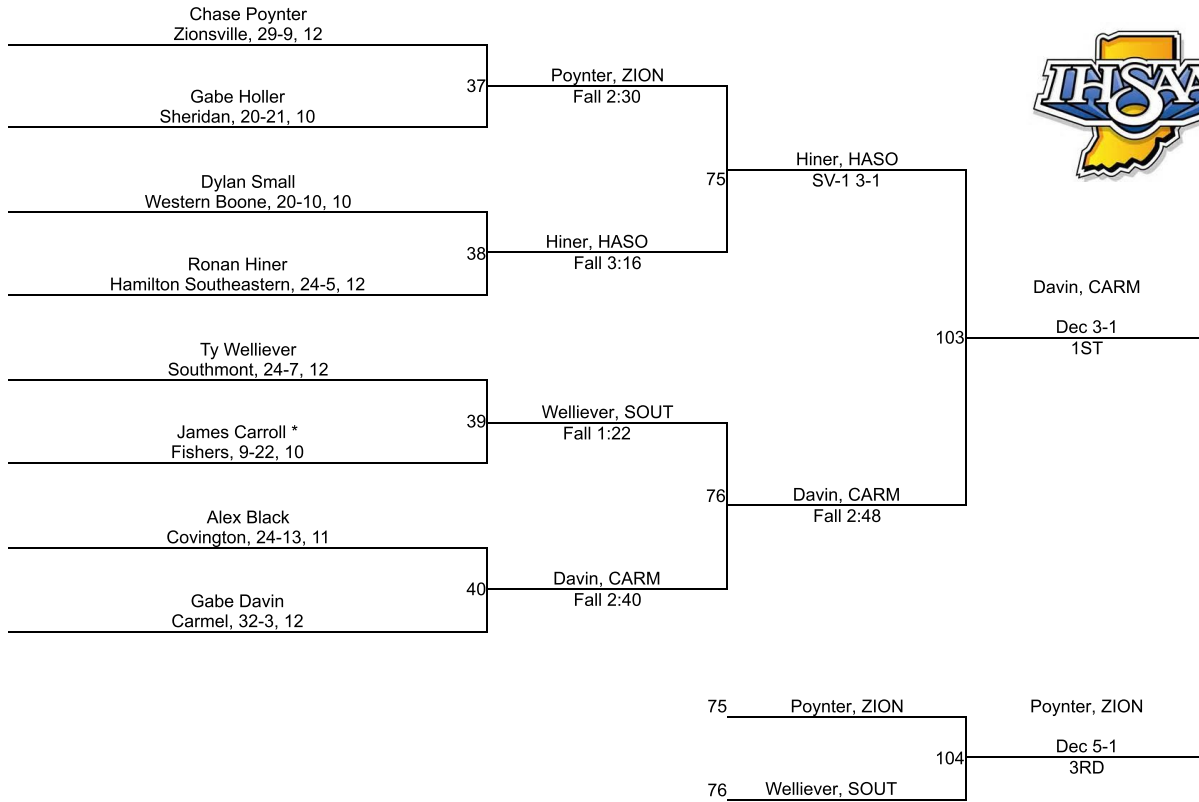 Chase Poynter
Zionsville, 29-9, 12
Gabe Holler
Sheridan, 20-21, 10
37
Poynter, ZION
Fall 2:30
Dylan Small
Western Boone, 20-10, 10
Ronan Hiner
Hamilton Southeastern, 24-5, 12
38
Hiner, HASO
Fall 3:16
75
Hiner, HASO
SV-1 3-1
Ty Welliever
Southmont, 24-7, 12
James Carroll *
Fishers, 9-22, 10
39
Welliever, SOUT
Fall 1:22
Alex Black
Covington, 24-13, 11
Gabe Davin
Carmel, 32-3, 12
40
Davin, CARM
Fall 2:40
76
Davin, CARM
Fall 2:48
103
Davin, CARM
Dec 3-1
1ST
IHSAA
75
Poynter, ZION
76
Welliever, SOUT
104
Poynter, ZION
Dec 5-1
3RD